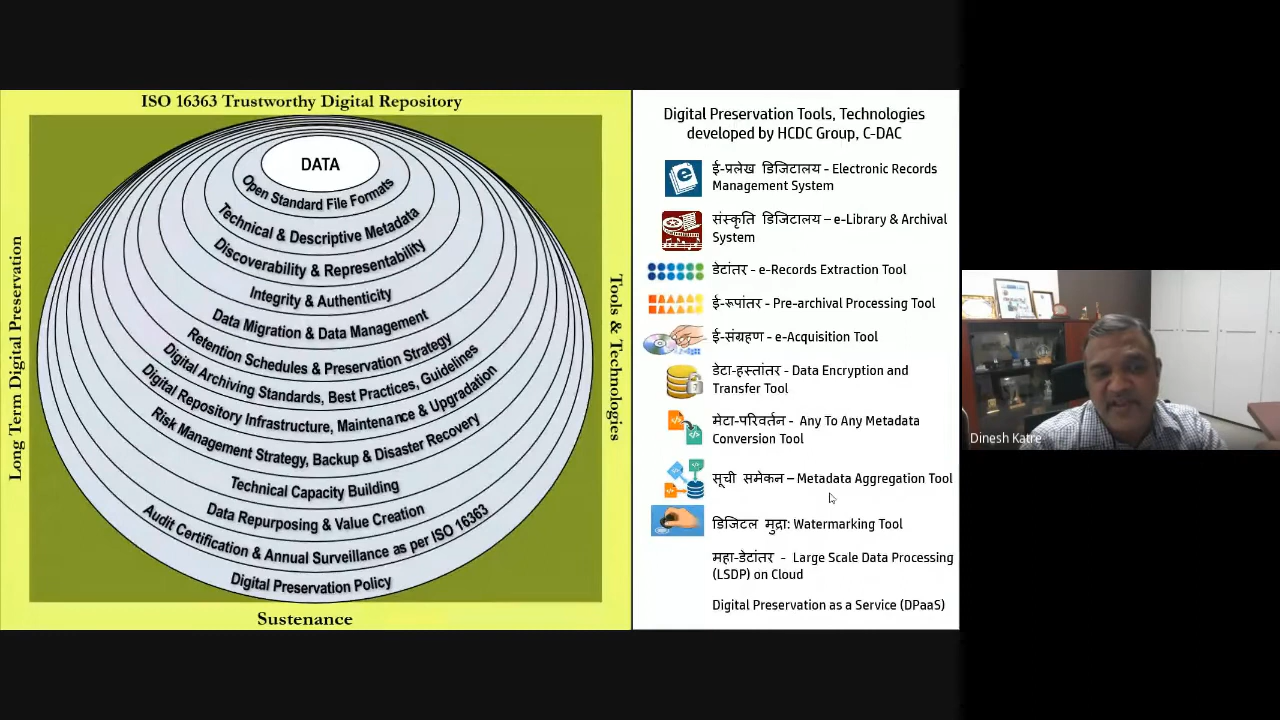 ISO 16363 Trustworthy Digital Repository
Long Term Digital Preservation
DATA
Open Standard File Formats
Technical & Descriptive Metadata
Discoverability & Representability
Integrity & Authenticity
Data Migration & Data Management
Retention Schedules & Preservation Strategy
Digital Archiving Standards, Best Practices, Guidelines
Digital Repository Infrastructure, Maintenance & Upgradation
Risk Management Strategy, Backup & Disaster Recovery
Technical Capacity Building
Data Repurposing & Value Creation
Audit Certification & Annual Surveillance as per ISO 16363
Digital Preservation Policy
Tools & Technologies
Sustenance
Digital Preservation Tools, Technologies
developed by HCDC Group, C-DAC
ई-प्रलेख डिजिटालय - Electronic Records
Management System
संस्कृति डिजिटालय – e-Library & Archival
System
डेटांतर - e-Records Extraction Tool
ई-रूपांतर - Pre-archival Processing Tool
ई-संग्रहण - e-Acquisition Tool
डेटा-हस्तांतर - Data Encryption and
Transfer Tool
मेटा-परिवर्तन - Any To Any Metadata
Conversion Tool
सूची समेकन – Metadata Aggregation Tool
डिजिटल मुद्रा: Watermarking Tool
महा-डेटांतर - Large Scale Data Processing
(LSDP) on Cloud
Digital Preservation as a Service (DPaaS)
Dinesh Katre